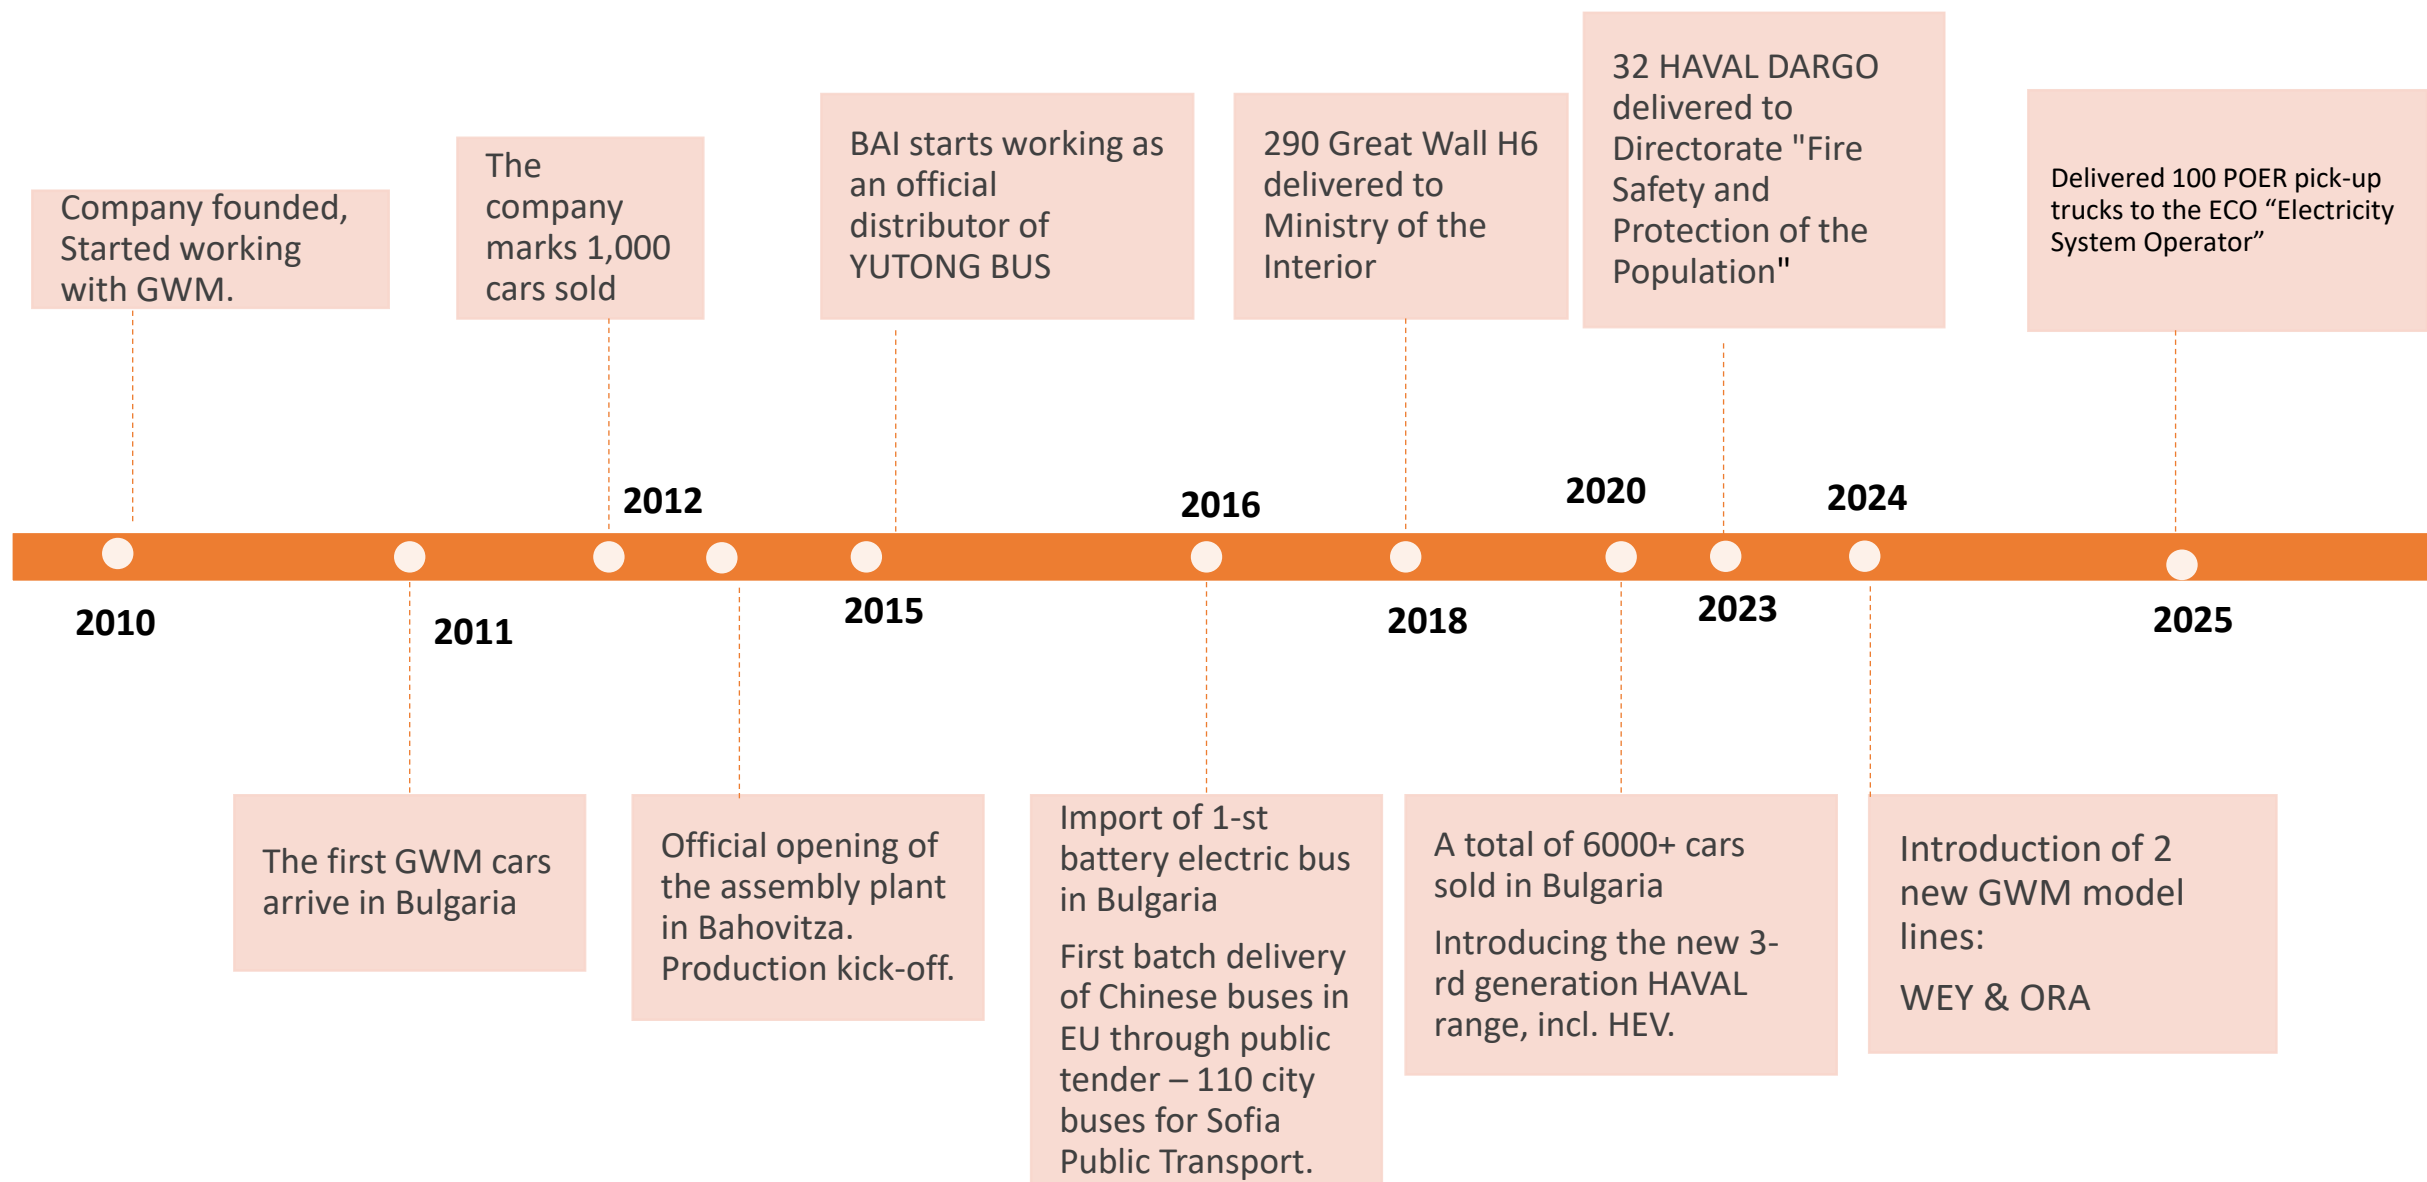 Company founded,
Started working
with GWM.
The
company
marks 1,000
cars sold
BAI starts working as
an official
distributor of
YUTONG BUS
290 Great Wall H6
delivered to
Ministry of the
Interior
32 HAVAL DARGO
delivered to
Directorate "Fire
Safety and
Protection of the
Population"
Delivered 100 POER pick-up
trucks to the ECO “Electricity
System Operator”
2012
2016
2020
2024
2010
2011
2015
2018
2023
2025
The first GWM cars
arrive in Bulgaria
Official opening of
the assembly plant
in Bahovitza.
Production kick-off.
Import of 1-st
battery electric bus
in Bulgaria
First batch delivery
of Chinese buses in
EU through public
tender – 110 city
buses for Sofia
Public Transport.
A total of 6000+ cars
sold in Bulgaria
Introducing the new 3-
rd generation HAVAL
range, incl. HEV.
Introduction of 2
new GWM model
lines:
WEY & ORA